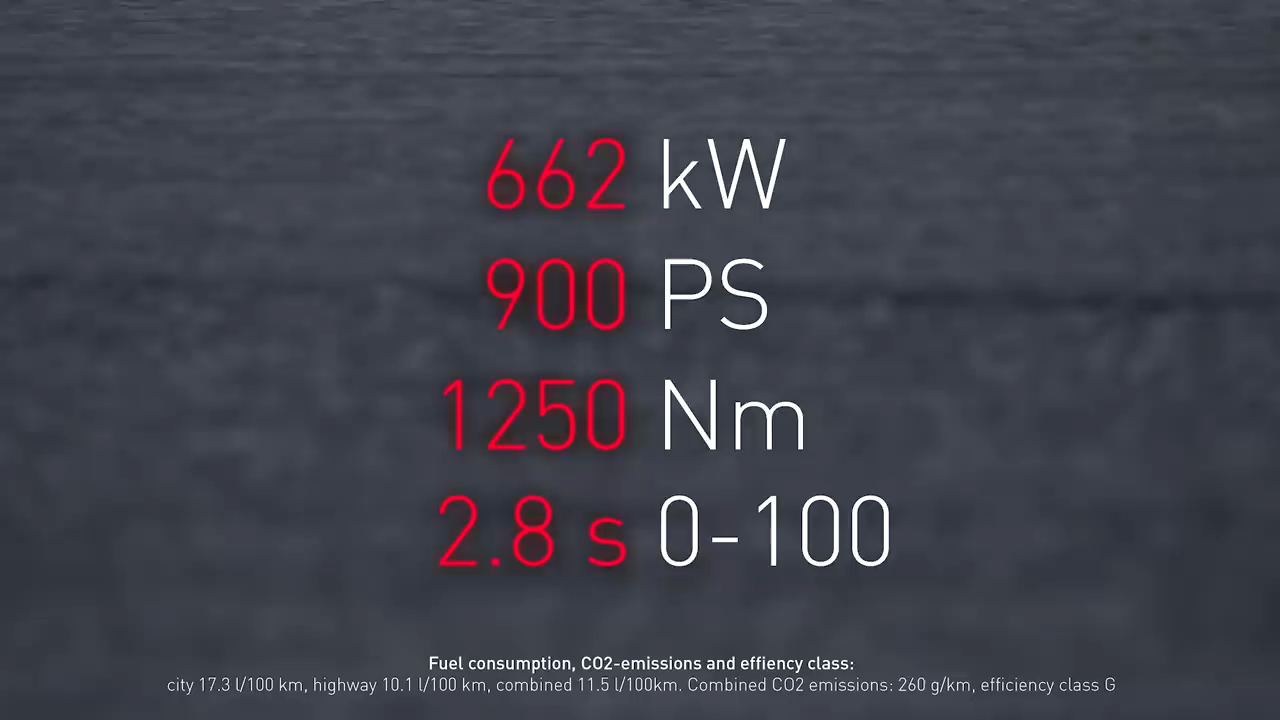 662 kW
900 PS
1250 Nm
2.8 s 0-100
Fuel consumption, CO2-emissions and effiency class:
city 17.3 l/100 km, highway 10.1 l/100 km, combined 11.5 l/100km. Combined CO2 emissions: 260 g/km, efficiency class G